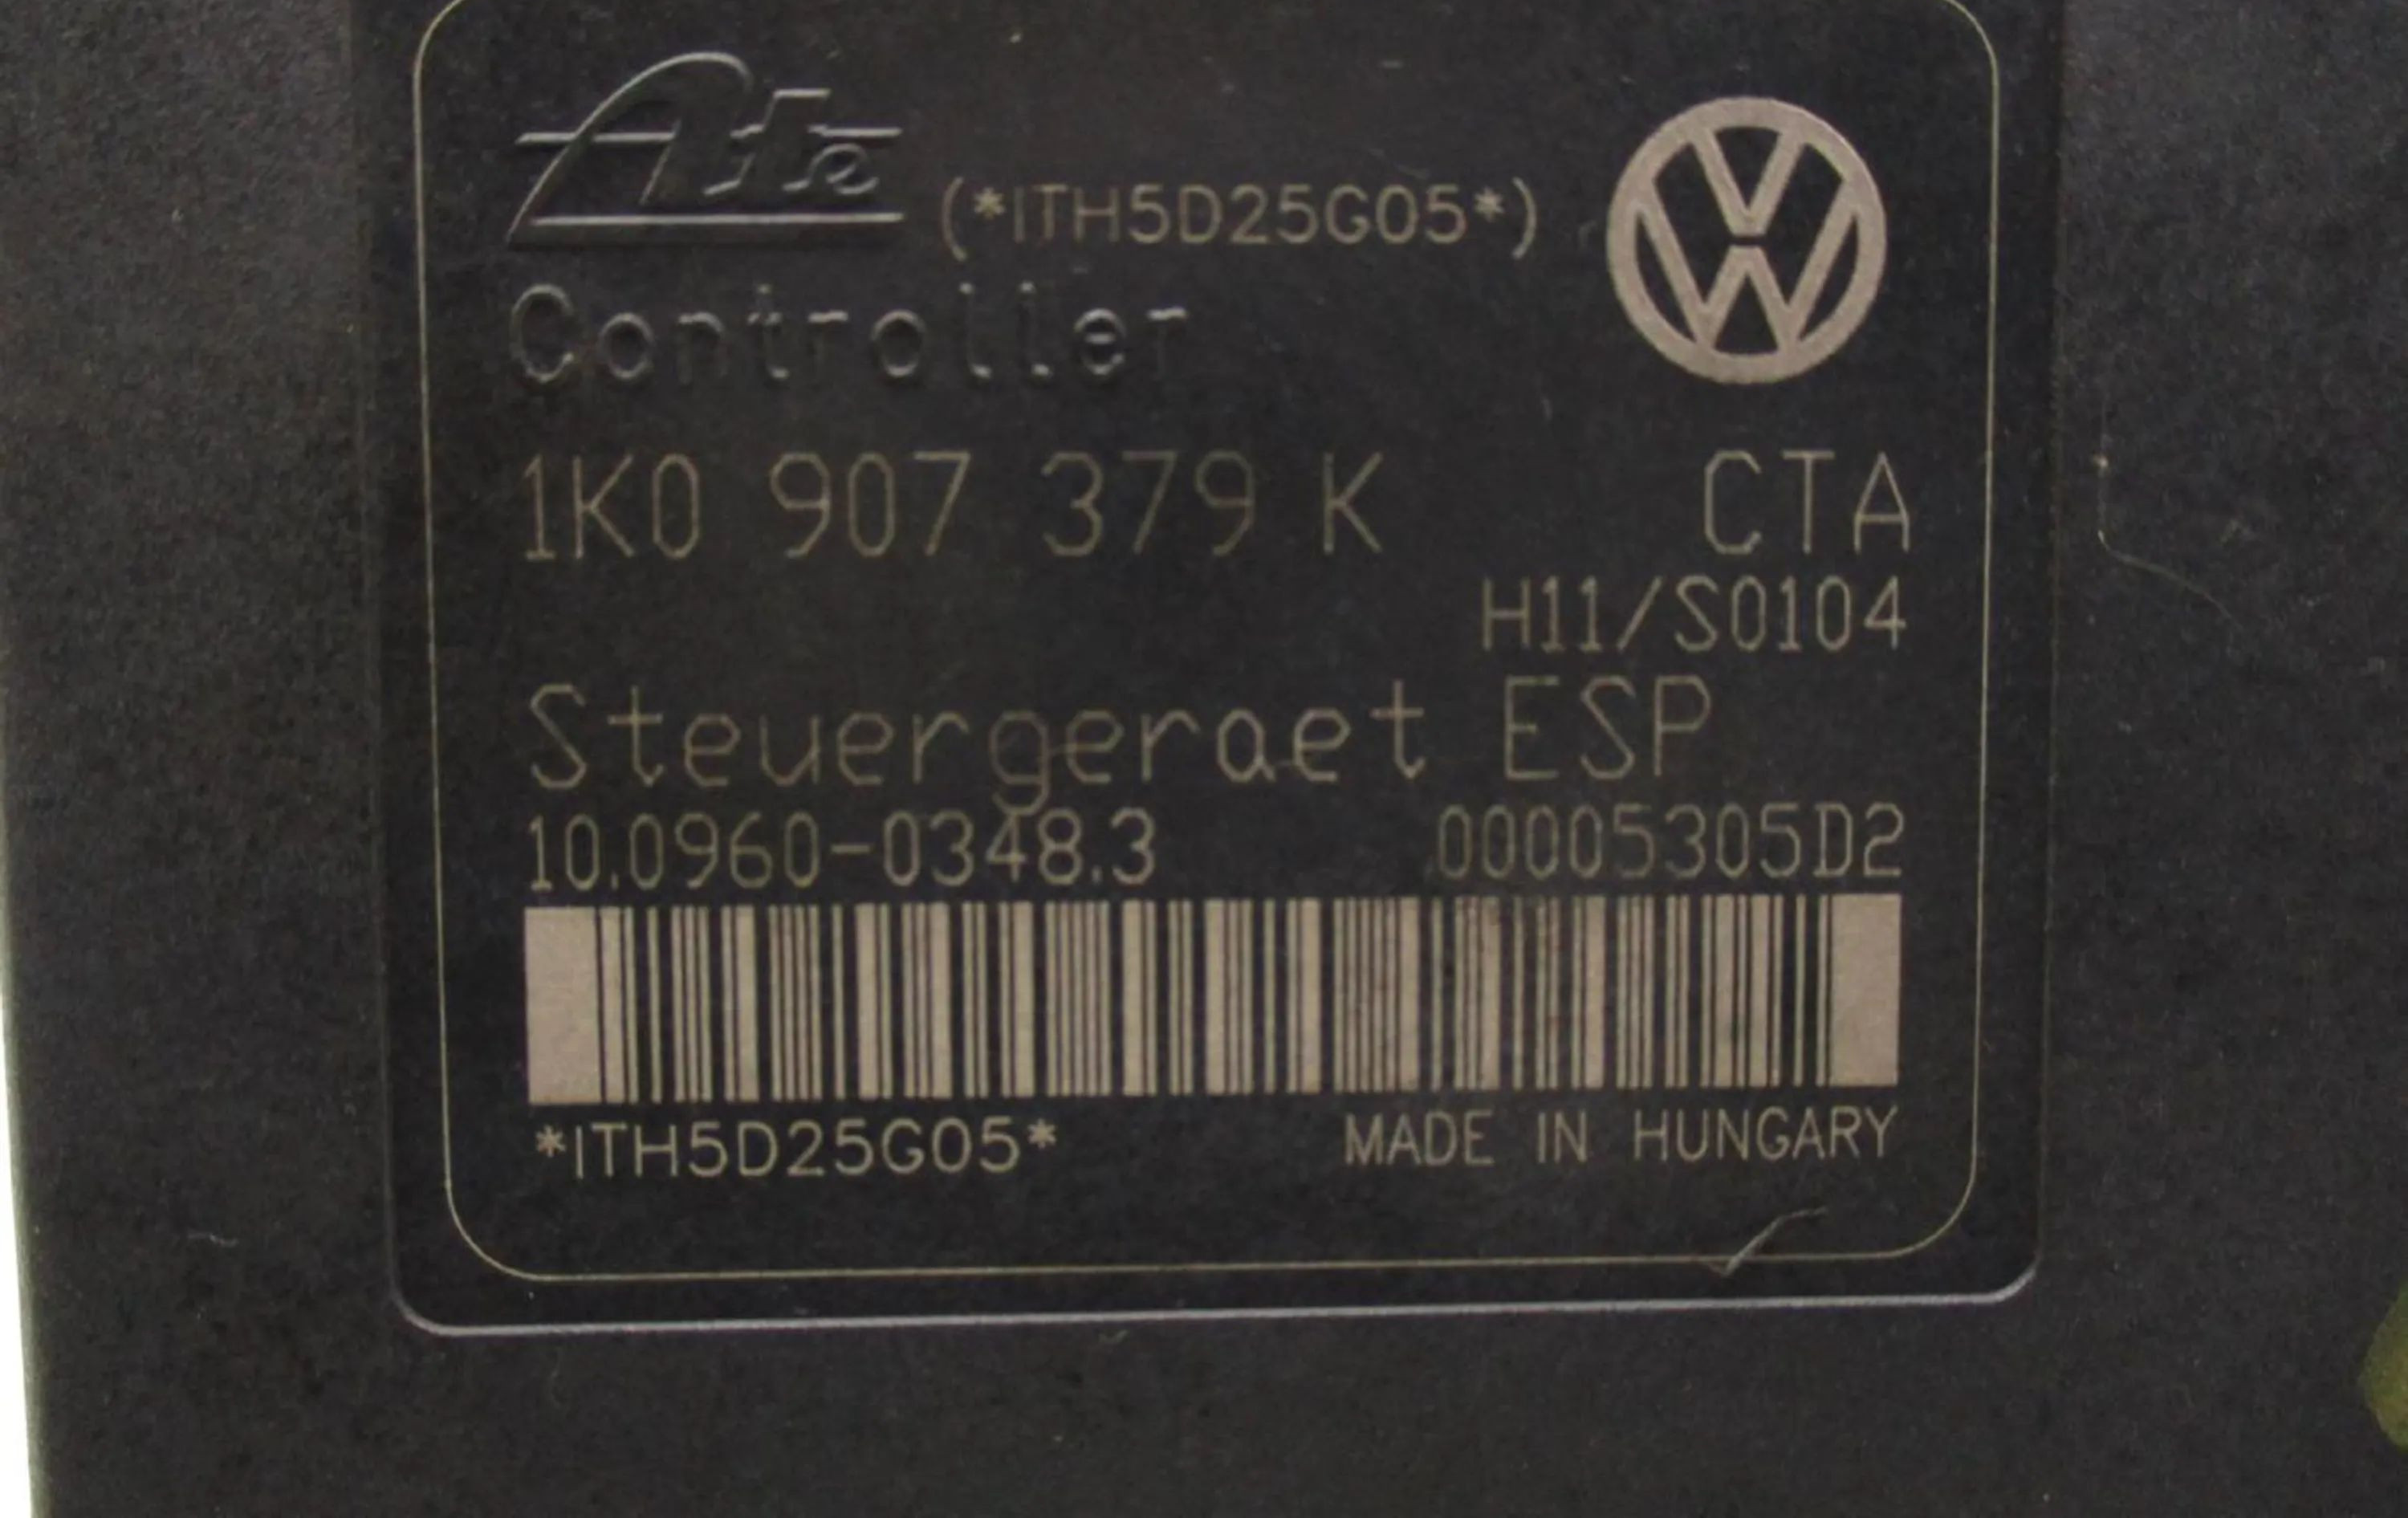 Ate (*ITH5D25G05*)
Controller
1K0 907 379 K CTA
H11/S0104
Steuergeraet ESP
10.0960-0348.3 00005305D2
*ITH5D25G05* MADE IN HUNGARY